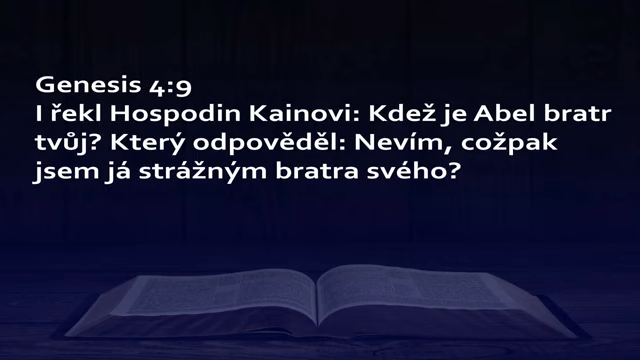 Genesis 4:9
I řekl Hospodin Kainovi: Kdež je Abel bratr
tvůj? Který odpověděl: Nevím, cožpak
jsem já strážným bratra svého?